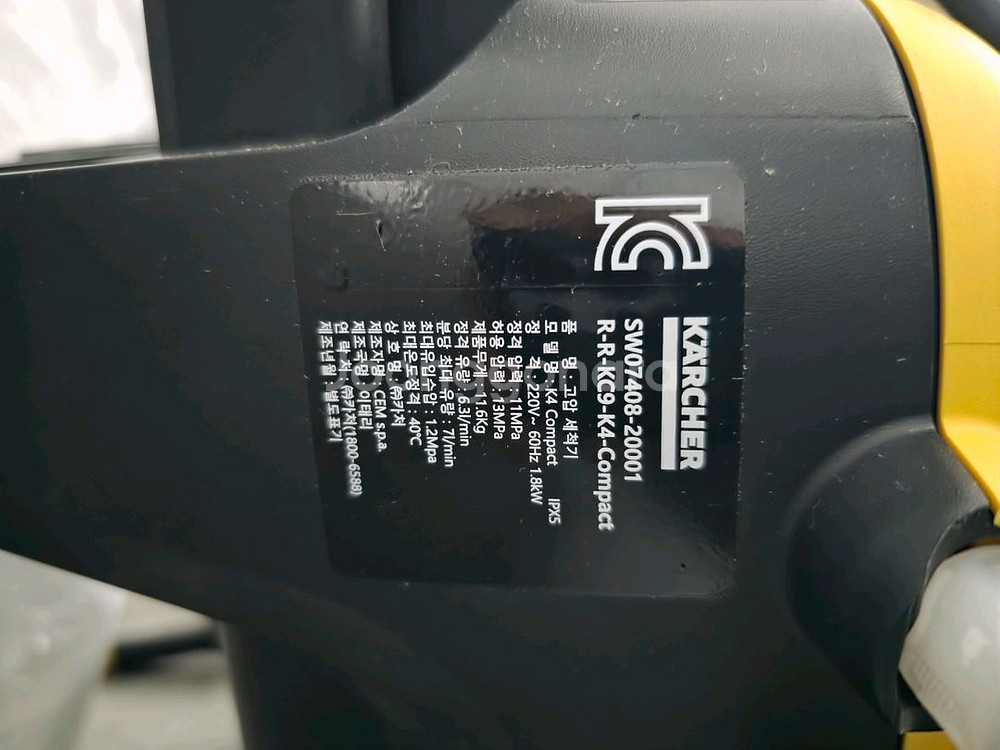 KÄRCHER
SW07408-20001
R-R-KC9-K4-Compact
품 명 : 고압 세척기
모 델 명 : K4 Compact IPX5
정 격 : 220V~ 60Hz 1.8kW
정격 압력 : 11MPa
허용 압력 : 13MPa
제품무게 : 11.6Kg
정격 유량 : 6.3l/min
분당 최대 유량 : 7l/min
최대유입수압 : 1.2Mpa
최대온도정격 : 40℃
상 호 명 : ㈜카처
제조자명 : CEM s.p.a.
제조국명 : 이태리
연 락 처 : ㈜카처(1800-6588)
제조년월 : 별도표기